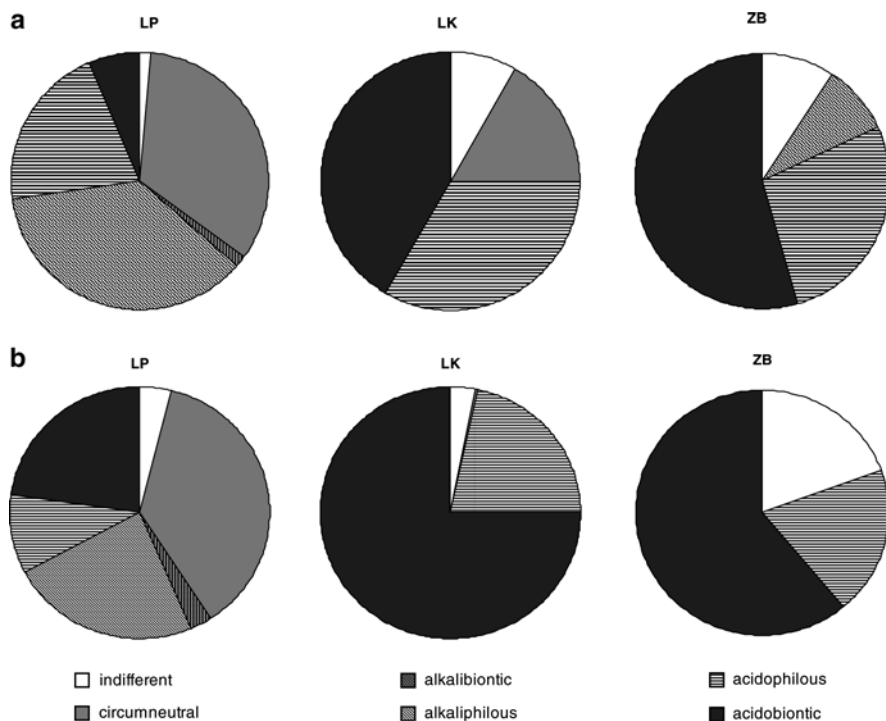 a
LP LK ZB
b
LP LK ZB
indifferent alkalibiontic acidophilous
circumneutral alkaliphilous acidobiontic